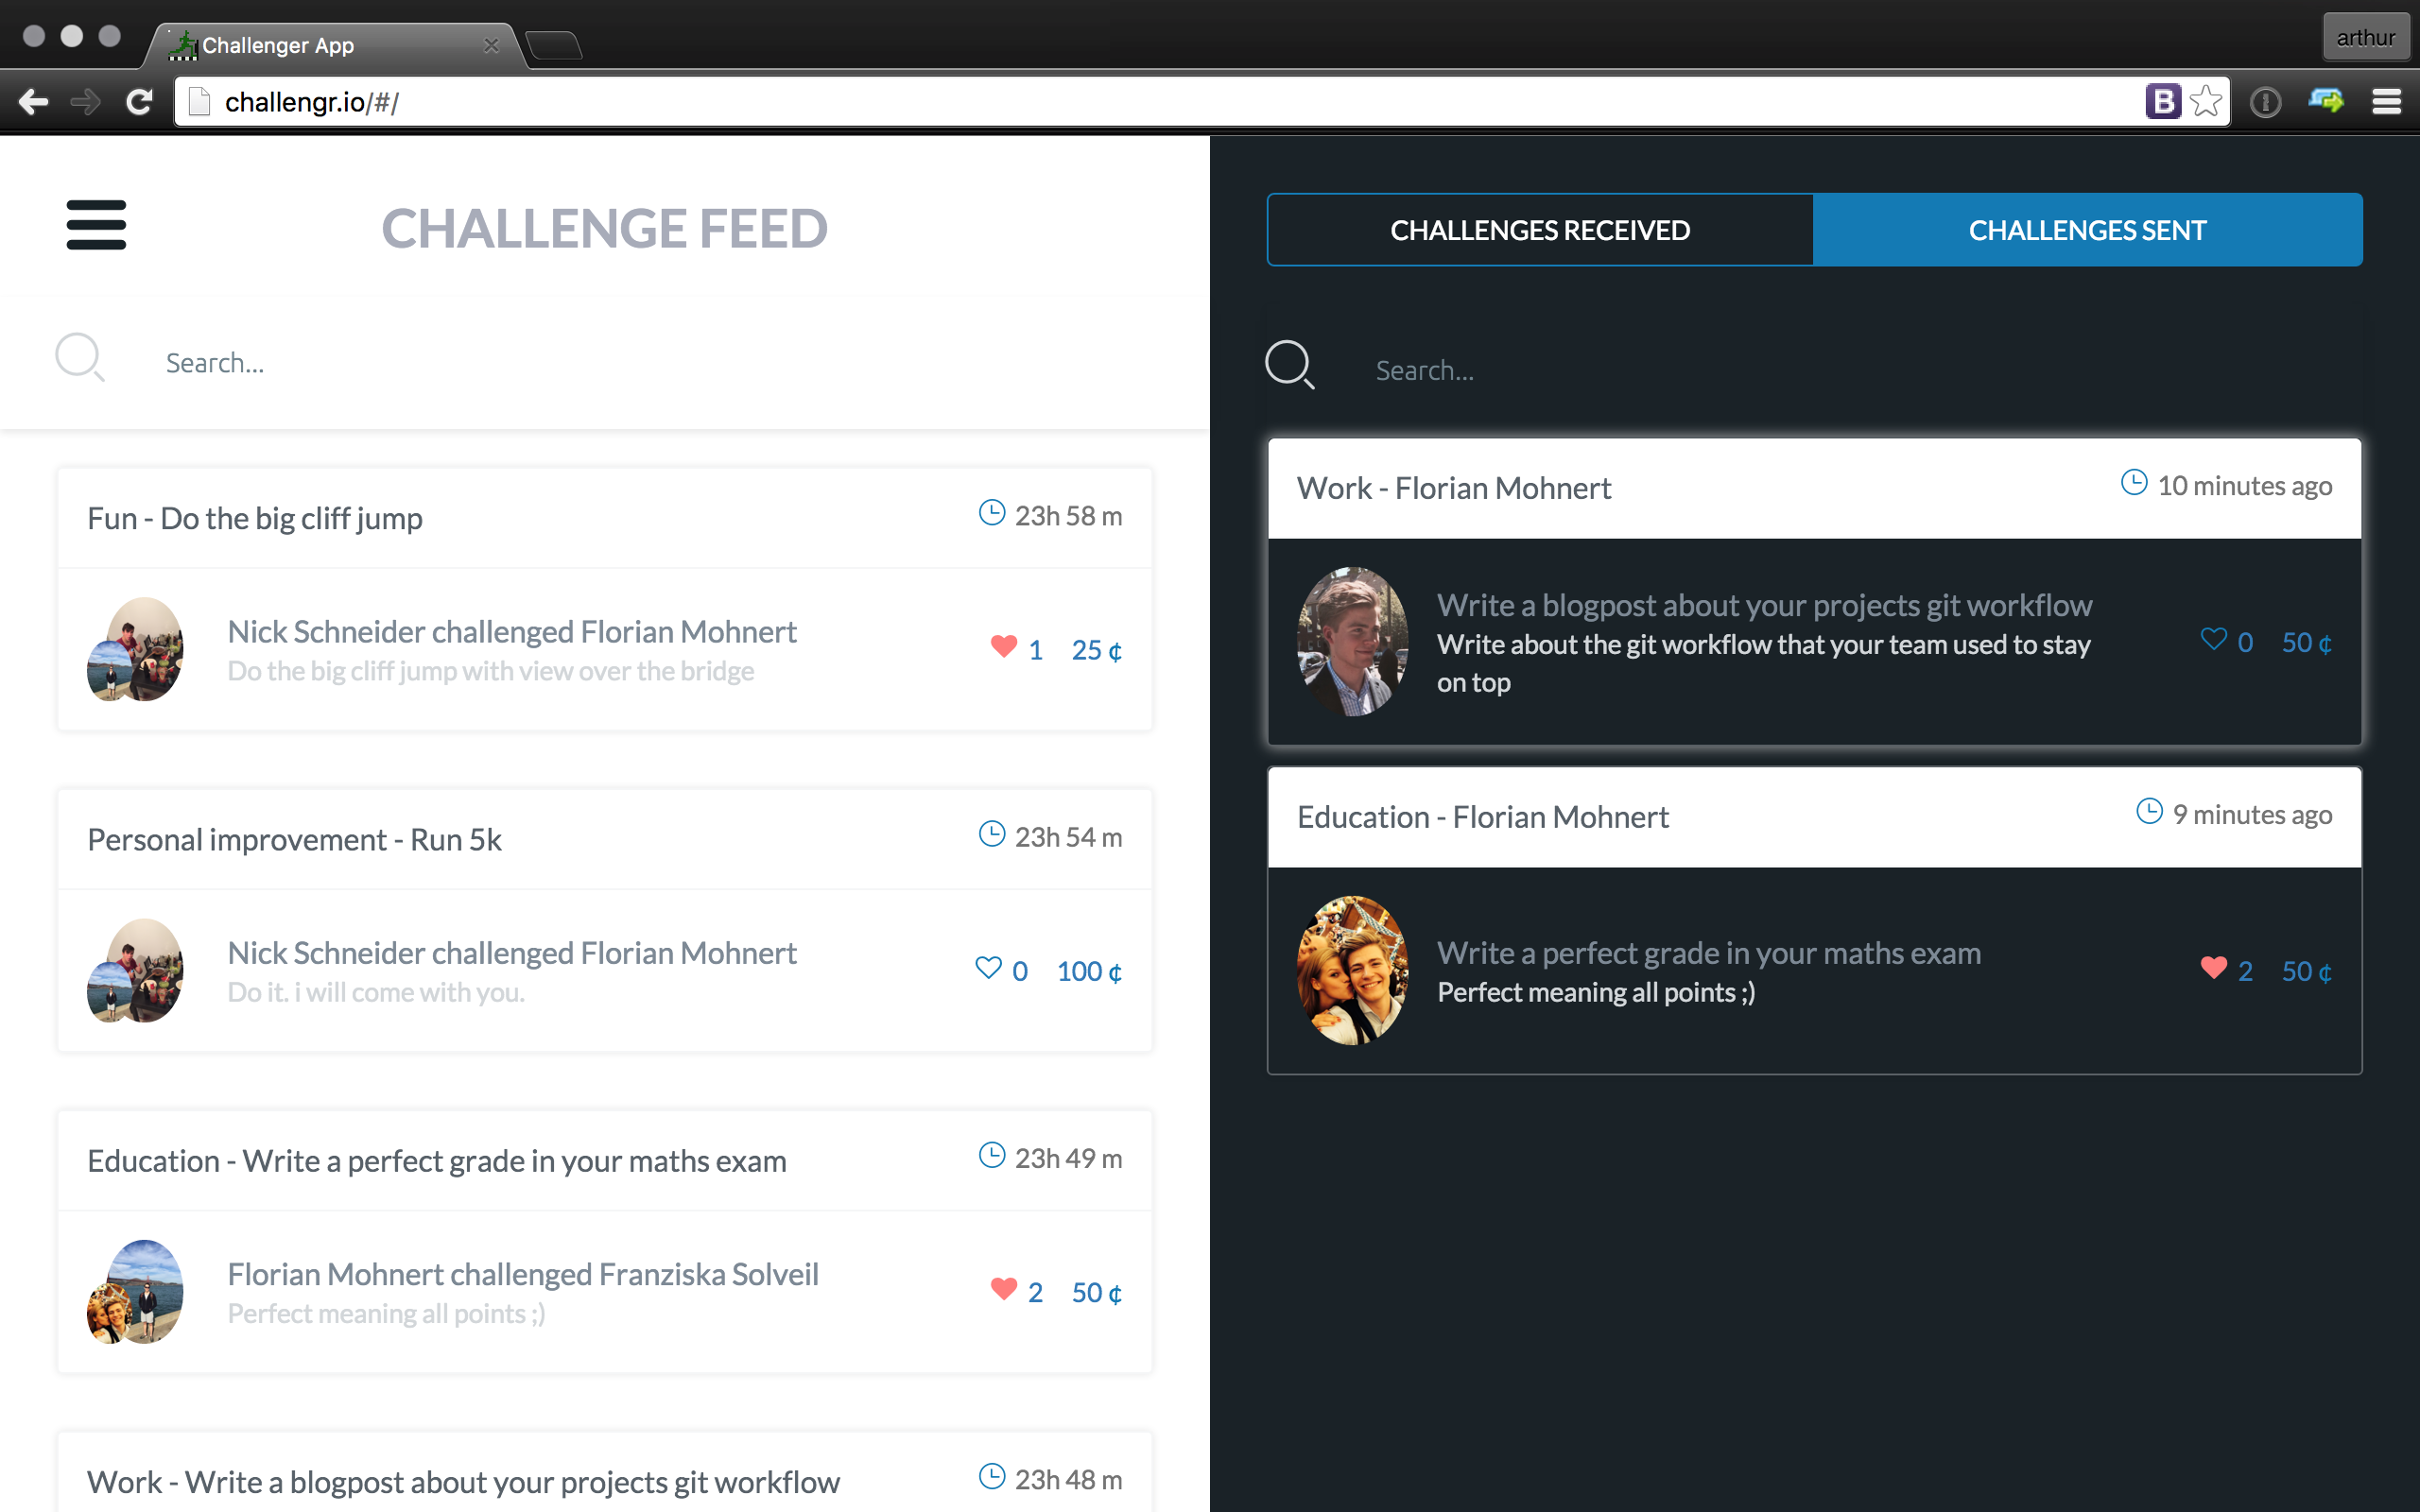 Challenger App
arthur
challengr.io/#/
B
CHALLENGE FEED
Search...
Fun - Do the big cliff jump
23h 58 m
Nick Schneider challenged Florian Mohnert
Do the big cliff jump with view over the bridge
1 25 ¢
Personal improvement - Run 5k
23h 54 m
Nick Schneider challenged Florian Mohnert
Do it. i will come with you.
0 100 ¢
Education - Write a perfect grade in your maths exam
23h 49 m
Florian Mohnert challenged Franziska Solveil
Perfect meaning all points ;)
2 50 ¢
Work - Write a blogpost about your projects git workflow
23h 48 m
CHALLENGES RECEIVED
CHALLENGES SENT
Search...
Work - Florian Mohnert
10 minutes ago
Write a blogpost about your projects git workflow
Write about the git workflow that your team used to stay
on top
0 50 ¢
Education - Florian Mohnert
9 minutes ago
Write a perfect grade in your maths exam
Perfect meaning all points ;)
2 50 ¢